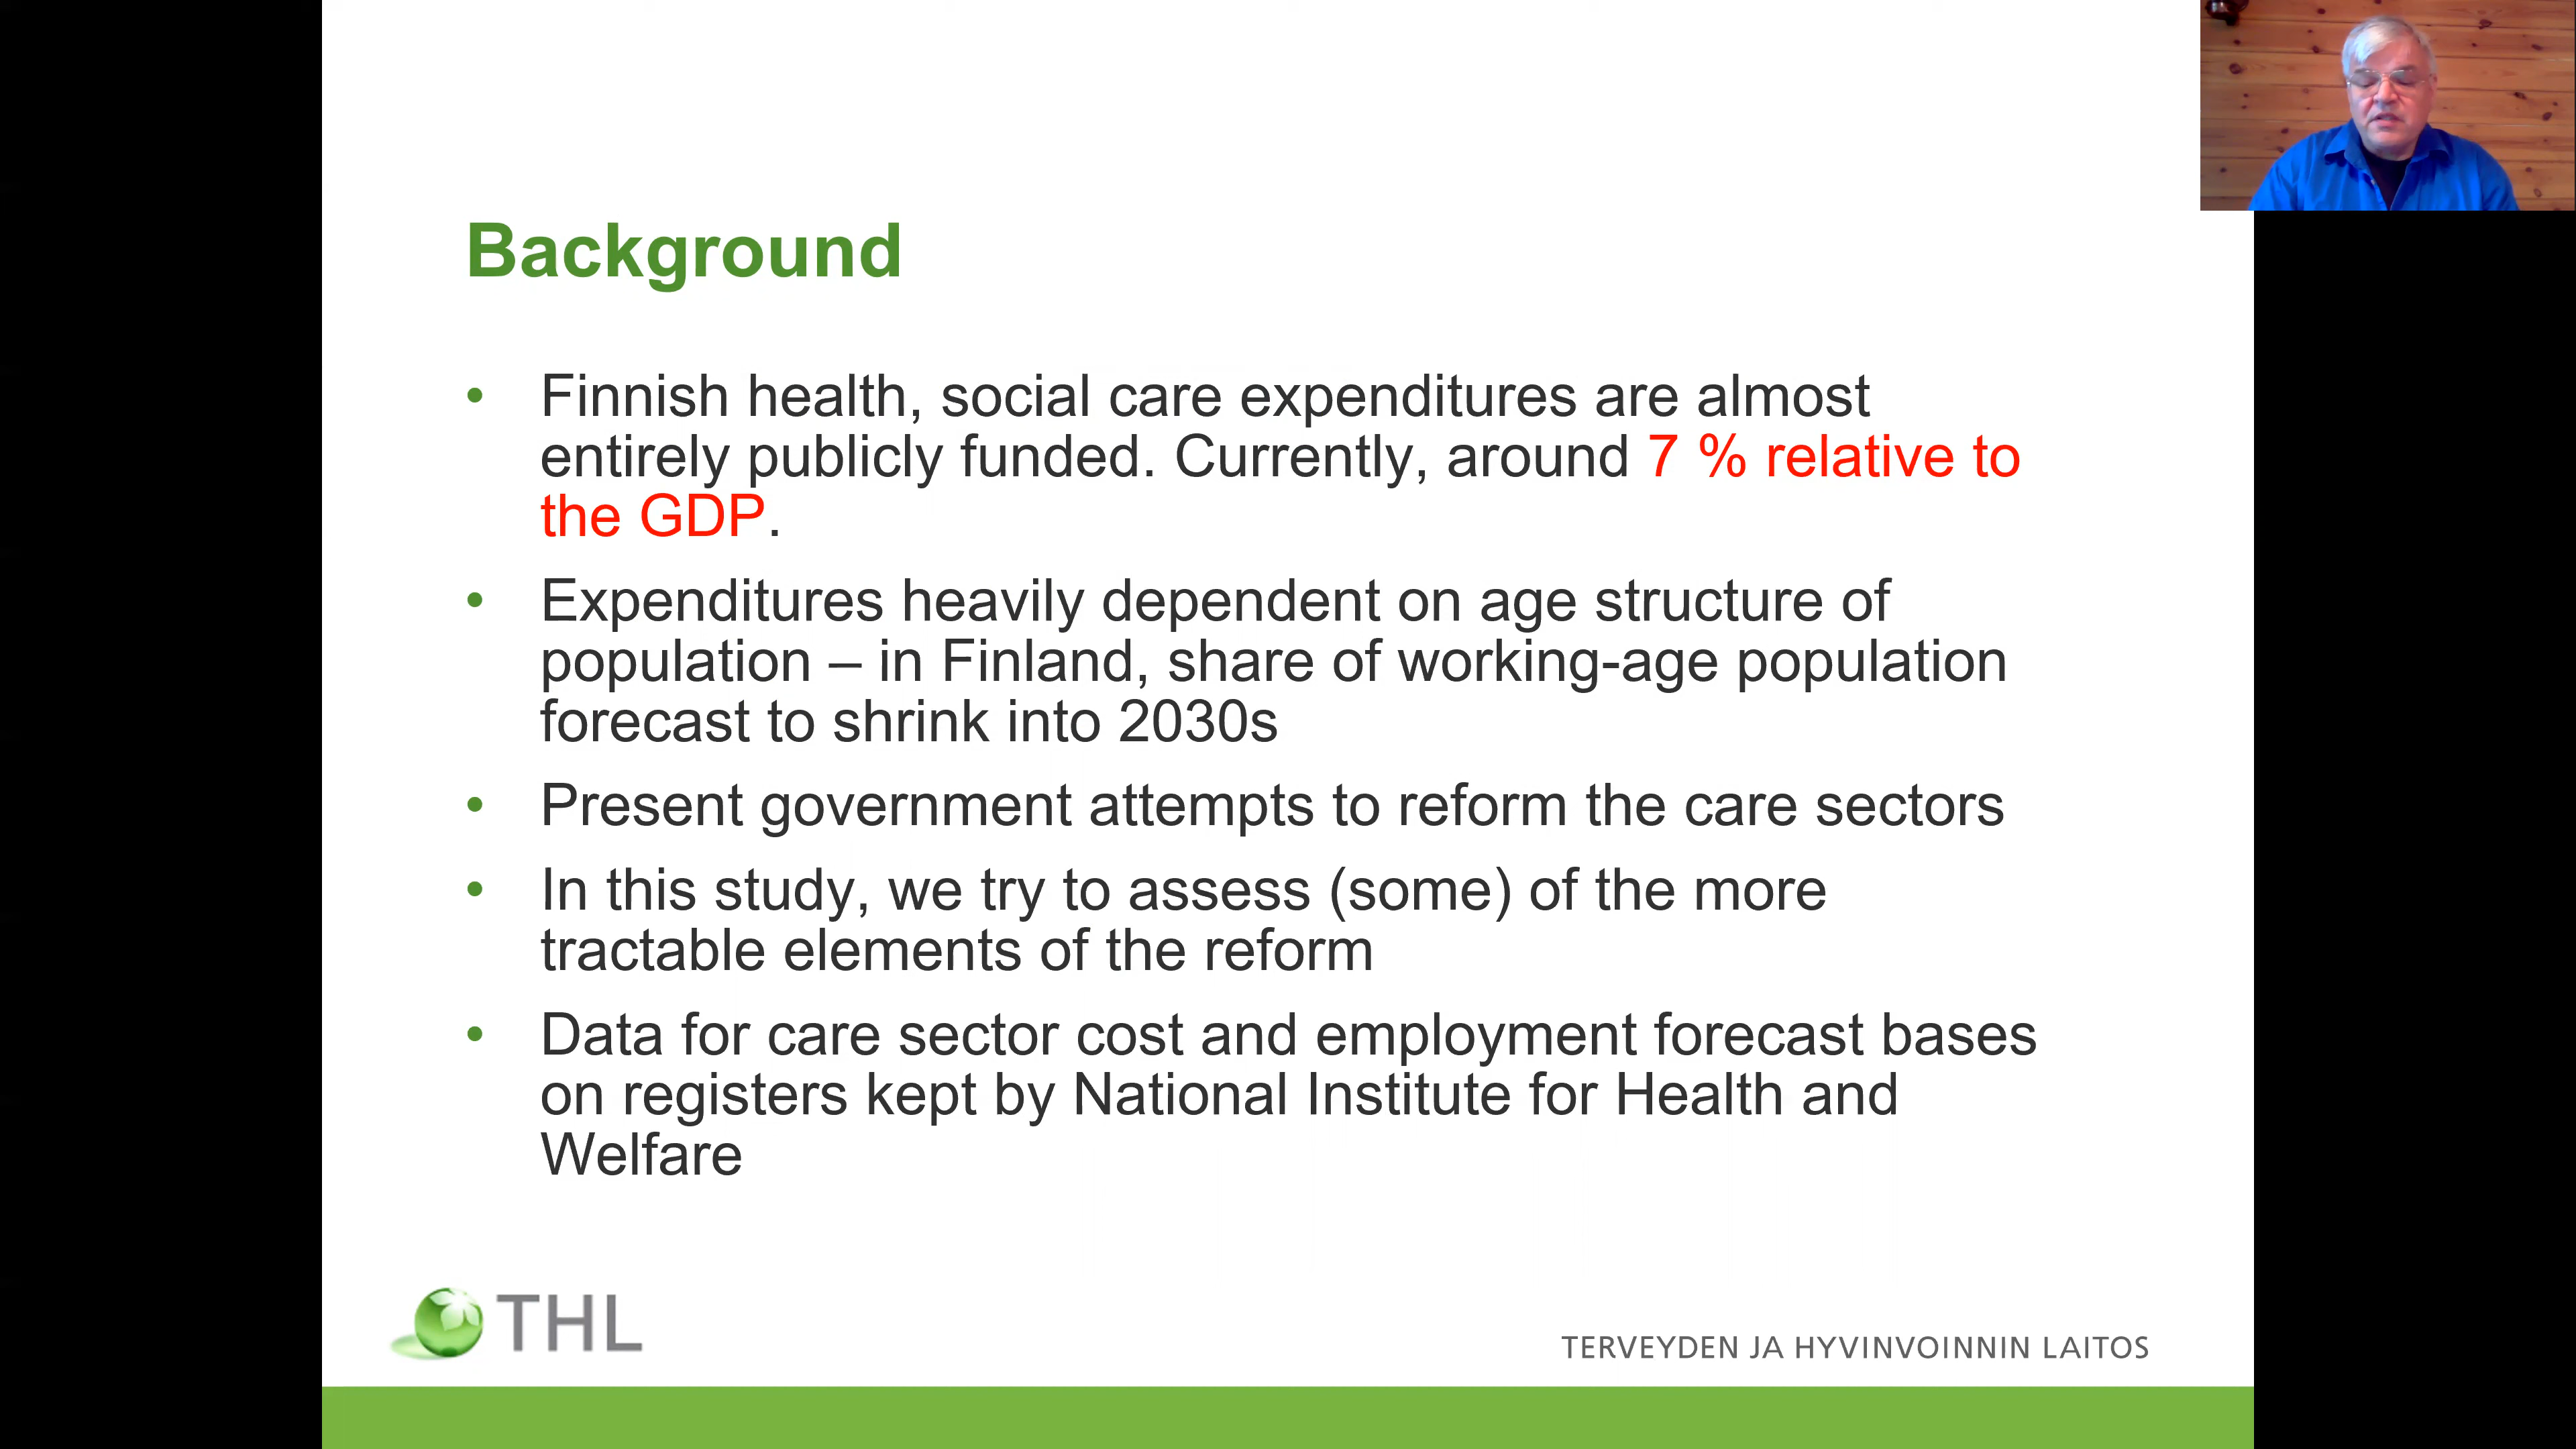 Background
• Finnish health, social care expenditures are almost
entirely publicly funded. Currently, around 7 % relative to
the GDP.
• Expenditures heavily dependent on age structure of
population – in Finland, share of working-age population
forecast to shrink into 2030s
• Present government attempts to reform the care sectors
• In this study, we try to assess (some) of the more
tractable elements of the reform
• Data for care sector cost and employment forecast bases
on registers kept by National Institute for Health and
Welfare
THL
TERVEYDEN JA HYVINVOINNIN LAITOS